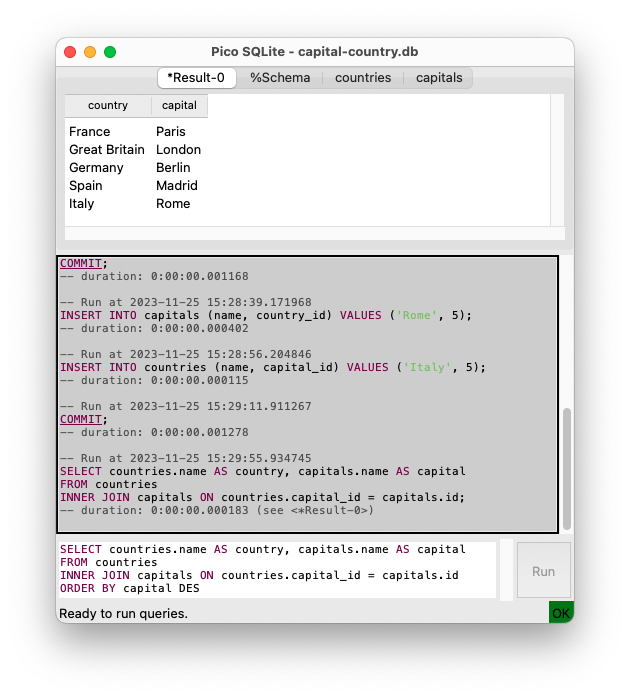 Pico SQLite - capital-country.db
*Result-0 %Schema countries capitals
country capital
France Paris
Great Britain London
Germany Berlin
Spain Madrid
Italy Rome
COMMIT;
-- duration: 0:00:00.001168
-- Run at 2023-11-25 15:28:39.171968
INSERT INTO capitals (name, country_id) VALUES ('Rome', 5);
-- duration: 0:00:00.000402
-- Run at 2023-11-25 15:28:56.204846
INSERT INTO countries (name, capital_id) VALUES ('Italy', 5);
-- duration: 0:00:00.000115
-- Run at 2023-11-25 15:29:11.911267
COMMIT;
-- duration: 0:00:00.001278
-- Run at 2023-11-25 15:29:55.934745
SELECT countries.name AS country, capitals.name AS capital
FROM countries
INNER JOIN capitals ON countries.capital_id = capitals.id;
-- duration: 0:00:00.000183 (see <*Result-0>)
SELECT countries.name AS country, capitals.name AS capital
FROM countries
INNER JOIN capitals ON countries.capital_id = capitals.id
ORDER BY capital DES
Run
Ready to run queries. OK